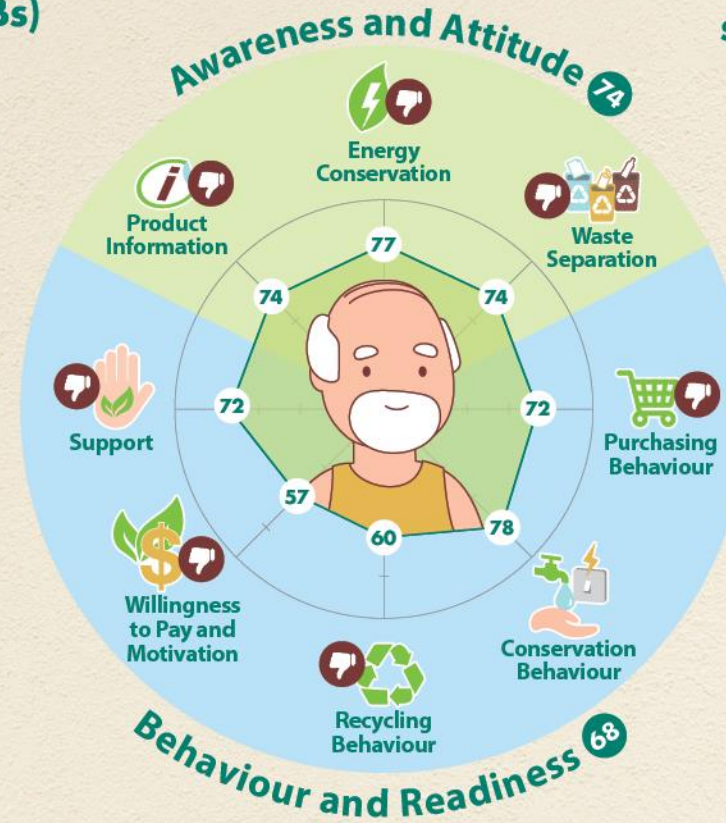 Bs)
Awareness and Attitude 74
Energy
Conservation
Product
Information
Waste
Separation
77
74
74
Support
72
72
Purchasing
Behaviour
57
60
78
$
Willingness
to Pay and
Motivation
Conservation
Behaviour
Recycling
Behaviour
Behaviour and Readiness 68